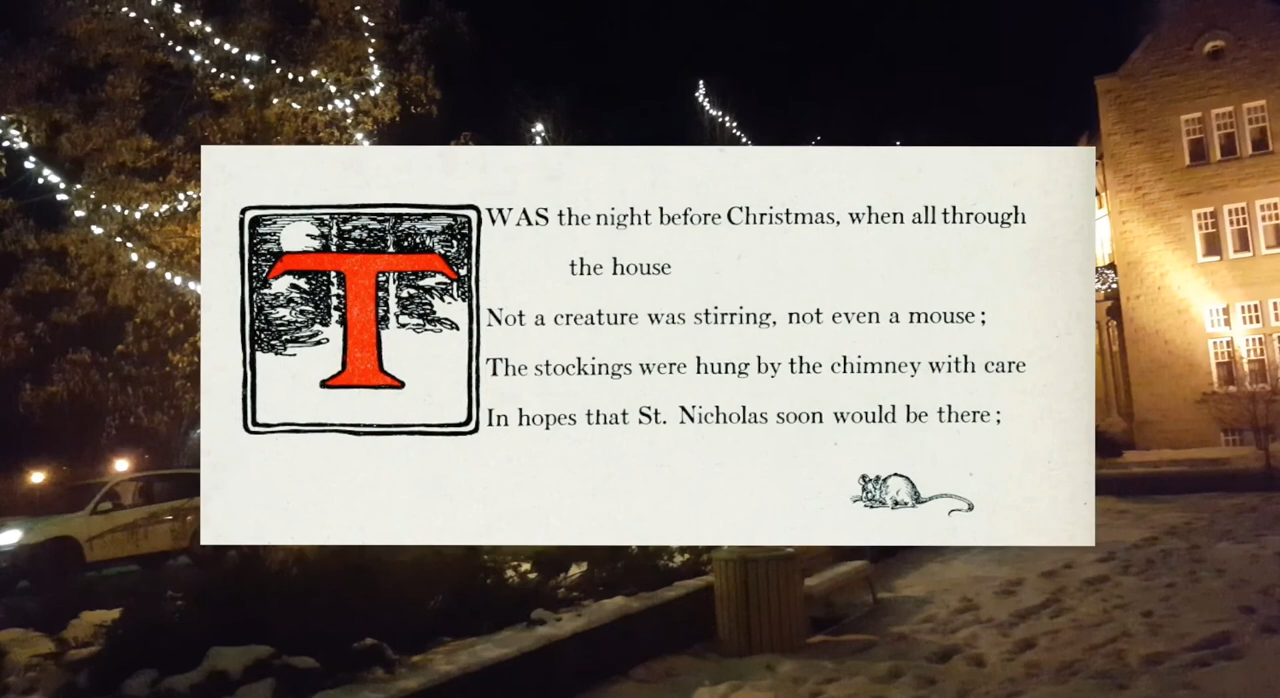 TWAS the night before Christmas, when all through
the house
Not a creature was stirring, not even a mouse;
The stockings were hung by the chimney with care
In hopes that St. Nicholas soon would be there;